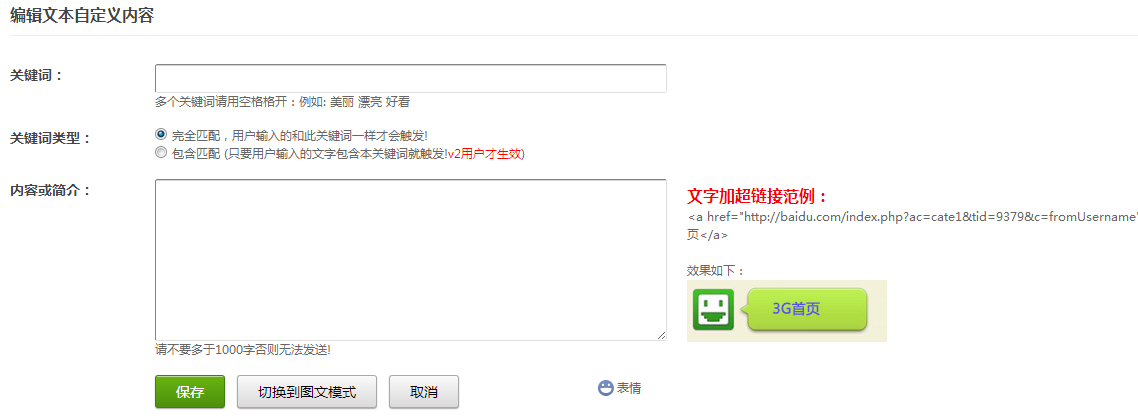 编辑文本自定义内容
关键词：
多个关键词请用空格格开：例如: 美丽 漂亮 好看
关键词类型：
完全匹配，用户输入的和此关键词一样才会触发!
包含匹配 (只要用户输入的文字包含本关键词就触发!v2用户才生效)
内容或简介：
文字加超链接范例：
<a href="http://baidu.com/index.php?ac=cate1&tid=9379&c=fromUsername"
页</a>
效果如下：
3G首页
请不要多于1000字否则无法发送!
保存 切换到图文模式 取消 表情